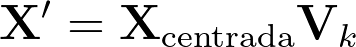 X′ = X_centrada V_k